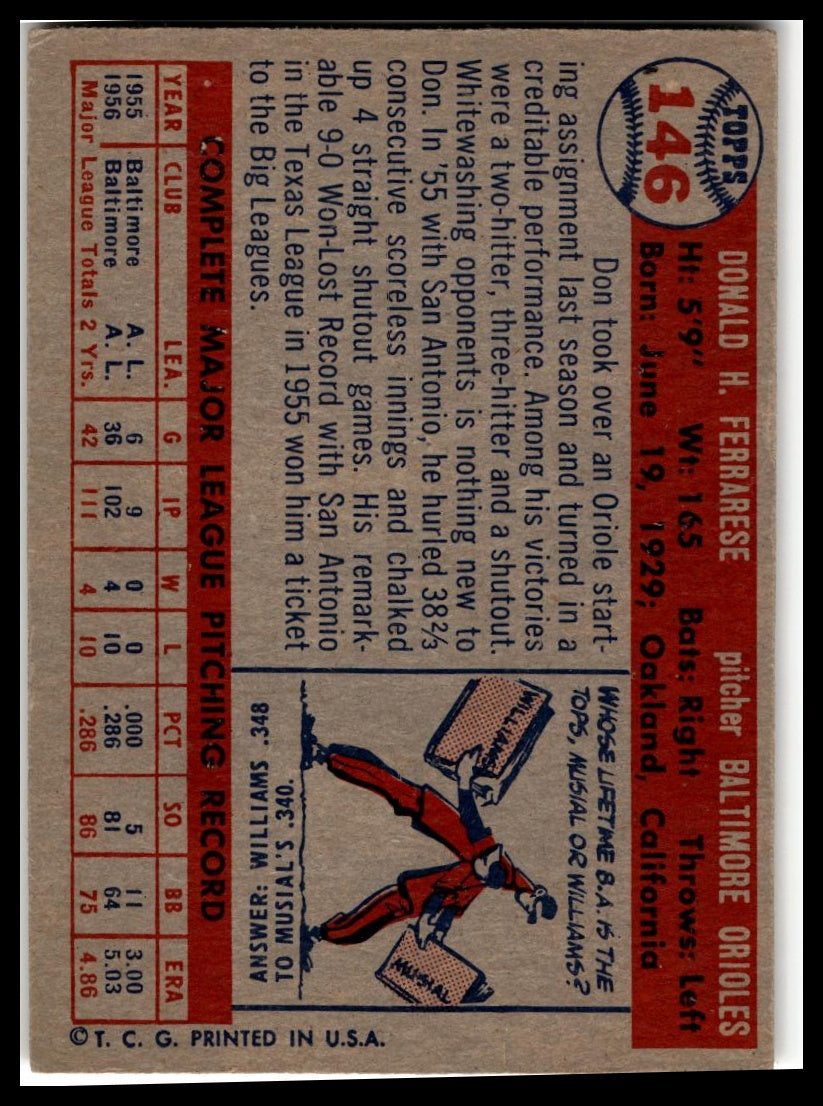 TOPPS
146
DONALD H. FERRARESE pitcher BALTIMORE ORIOLES
Ht: 5'9" Wt: 165 Bats: Right Throws: Left
Born: June 19, 1929; Oakland, California
Don took over an Oriole start-
ing assignment last season and turned in a
creditable performance. Among his victories
were a two-hitter, three-hitter and a shutout.
Whitewashing opponents is nothing new to
Don. In '55 with San Antonio, he hurled 38⅔
consecutive scoreless innings and chalked
up 4 straight shutout games. His remark-
able 9-0 Won-Lost Record with San Antonio
in the Texas League in 1955 won him a ticket
to the Big Leagues.
WHOSE LIFETIME B.A. IS THE
TOPS, MUSIAL OR WILLIAMS?
WILLIAMS
MUSIAL
ANSWER: WILLIAMS .348
TO MUSIAL'S .340.
COMPLETE MAJOR LEAGUE PITCHING RECORD
YEAR CLUB LEA. G IP W L PCT SO BB ERA
1955 Baltimore A. L. 6 9 0 0 .000 5 11 3.00
1956 Baltimore A. L. 36 102 4 10 .286 81 64 5.03
Major League Totals 2 Yrs. 42 111 4 10 .286 86 75 4.86
© T. C. G. PRINTED IN U.S.A.